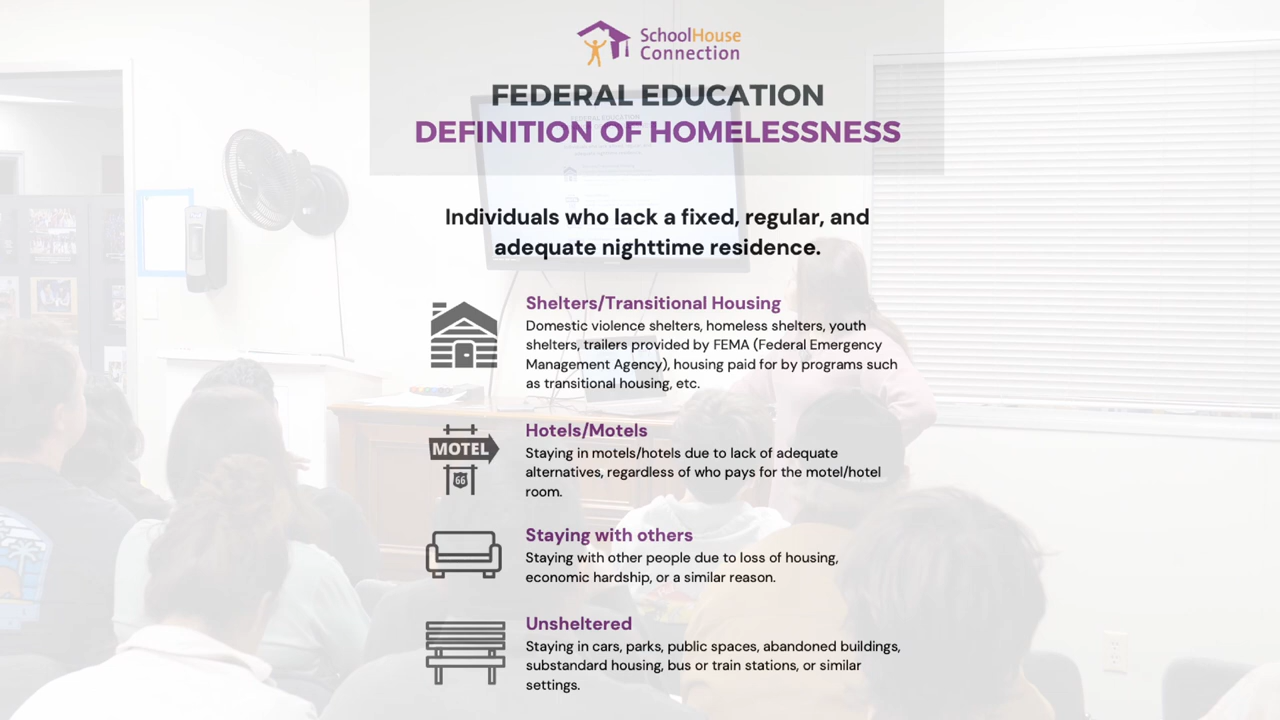 SchoolHouse
Connection
FEDERAL EDUCATION
DEFINITION OF HOMELESSNESS
Individuals who lack a fixed, regular, and
adequate nighttime residence.
Shelters/Transitional Housing
Domestic violence shelters, homeless shelters, youth
shelters, trailers provided by FEMA (Federal Emergency
Management Agency), housing paid for by programs such
as transitional housing, etc.
MOTEL
66
Hotels/Motels
Staying in motels/hotels due to lack of adequate
alternatives, regardless of who pays for the motel/hotel
room.
Staying with others
Staying with other people due to loss of housing,
economic hardship, or a similar reason.
Unsheltered
Staying in cars, parks, public spaces, abandoned buildings,
substandard housing, bus or train stations, or similar
settings.